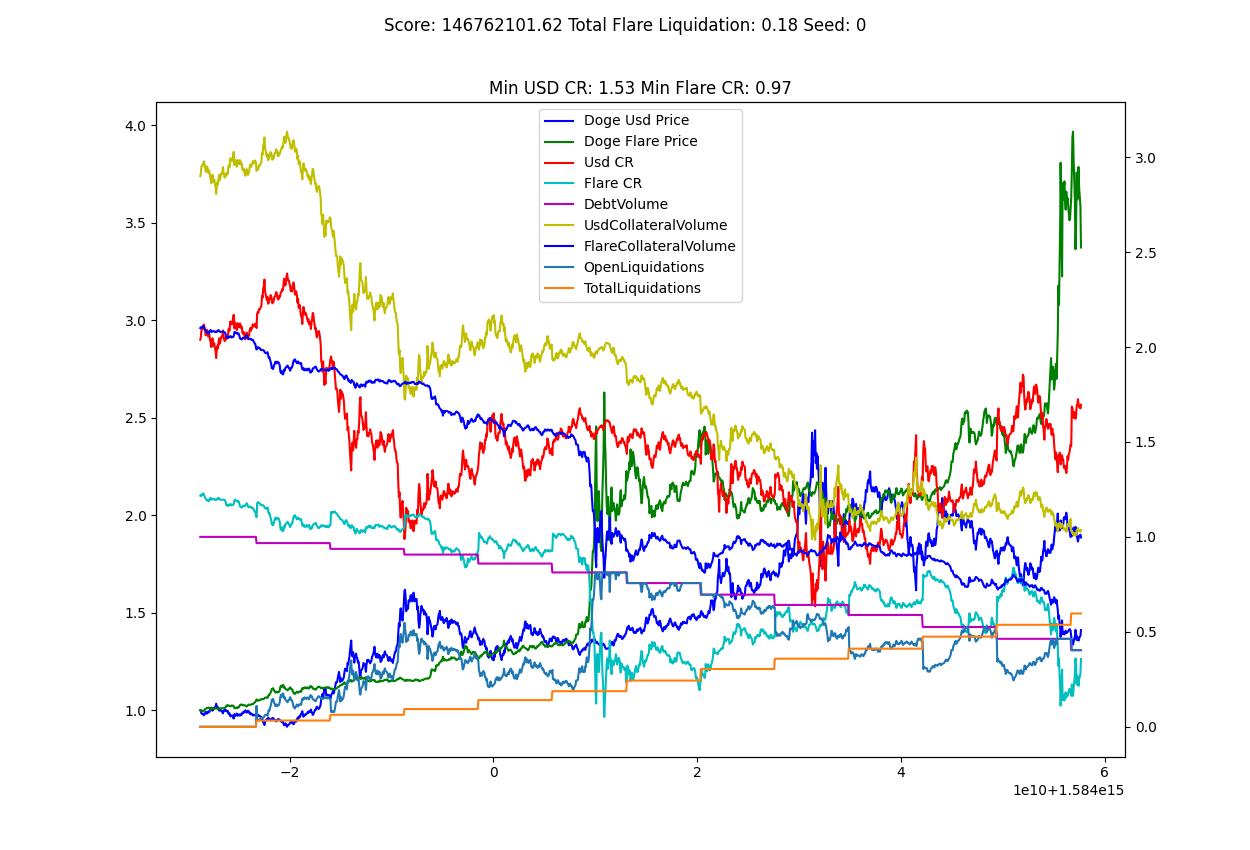 Score: 146762101.62 Total Flare Liquidation: 0.18 Seed: 0
Min USD CR: 1.53 Min Flare CR: 0.97
Doge Usd Price
Doge Flare Price
Usd CR
Flare CR
DebtVolume
UsdCollateralVolume
FlareCollateralVolume
OpenLiquidations
TotalLiquidations
4.0
3.5
3.0
2.5
2.0
1.5
1.0
3.0
2.5
2.0
1.5
1.0
0.5
0.0
−2
0
2
4
6
1e10+1.584e15